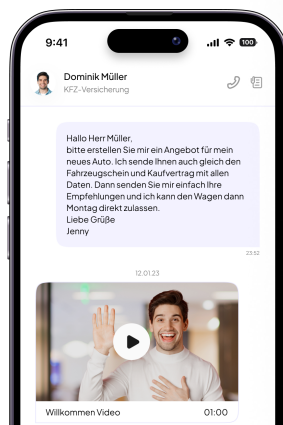 9:41
100
Dominik Müller
KFZ-Versicherung
Hallo Herr Müller,
bitte erstellen Sie mir ein Angebot für mein
neues Auto. Ich sende Ihnen auch gleich den
Fahrzeugschein und Kaufvertrag mit allen
Daten. Dann senden Sie mir einfach Ihre
Empfehlungen und ich kann den Wagen dann
Montag direkt zulassen.
Liebe Grüße
Jenny
23:52
12.01.23
Willkommen Video 01:00